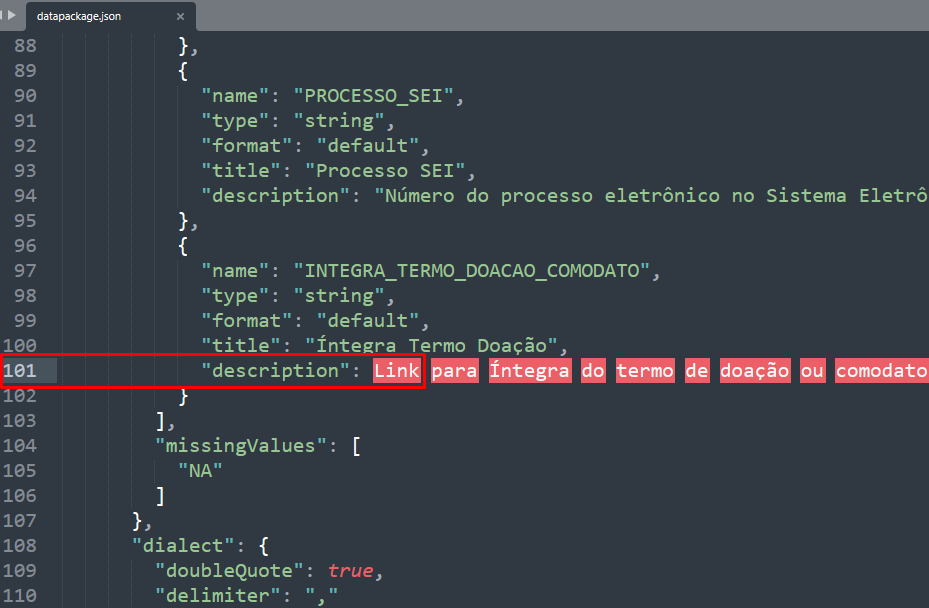 datapackage.json ×
88 },
89 {
90 "name": "PROCESSO_SEI",
91 "type": "string",
92 "format": "default",
93 "title": "Processo SEI",
94 "description": "Número do processo eletrônico no Sistema Eletrô
95 },
96 {
97 "name": "INTEGRA_TERMO_DOACAO_COMODATO",
98 "type": "string",
99 "format": "default",
100 "title": "Íntegra Termo Doação",
101 "description": Link para Íntegra do termo de doação ou comodato
102 }
103 ],
104 "missingValues": [
105 "NA"
106 ]
107 },
108 "dialect": {
109 "doubleQuote": true,
110 "delimiter": ","